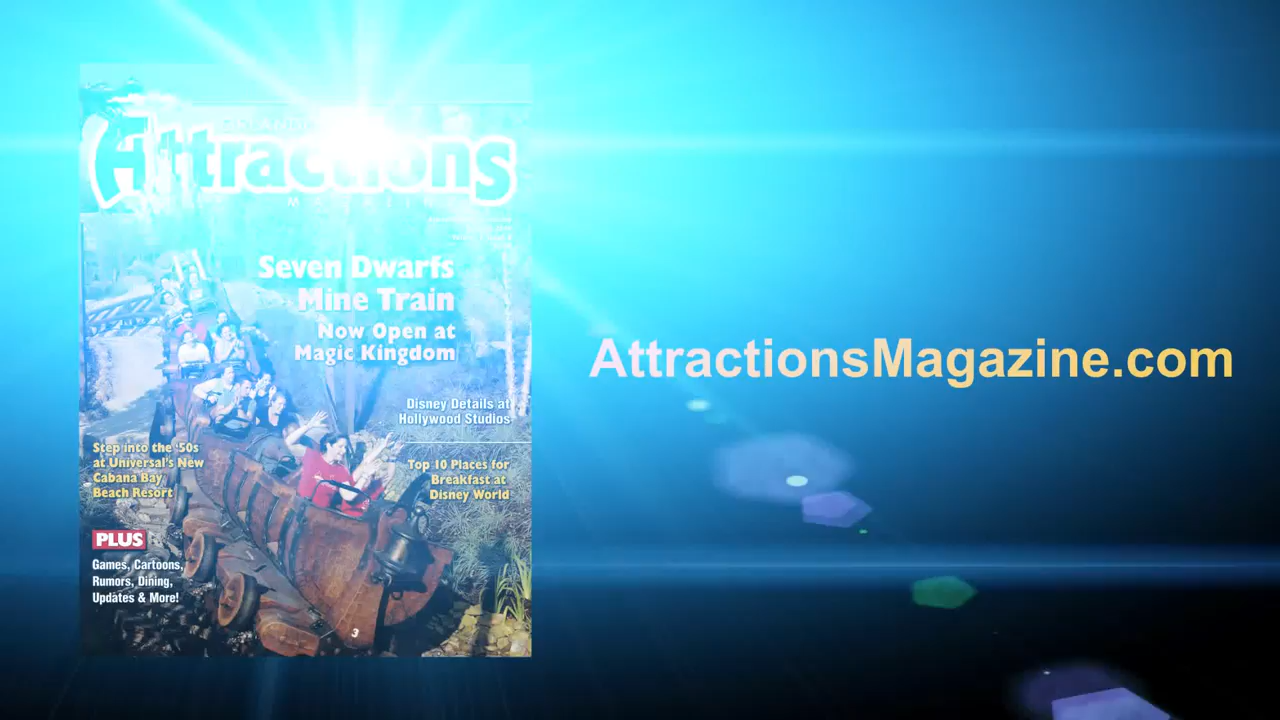 Attractions
Seven Dwarfs
Mine Train
Now Open at
Magic Kingdom
Disney Details at
Hollywood Studios
Step into the '50s
at Universal's New
Cabana Bay
Beach Resort
Top 10 Places for
Breakfast at
Disney World
PLUS
Games, Cartoons,
Rumors, Dining,
Updates & More!
3
AttractionsMagazine.com